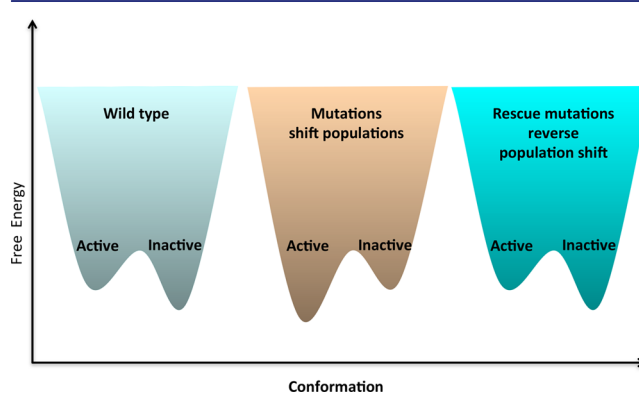 Free Energy
Wild type
Active
Inactive
Mutations
shift populations
Active
Inactive
Rescue mutations
reverse
population shift
Active
Inactive
Conformation